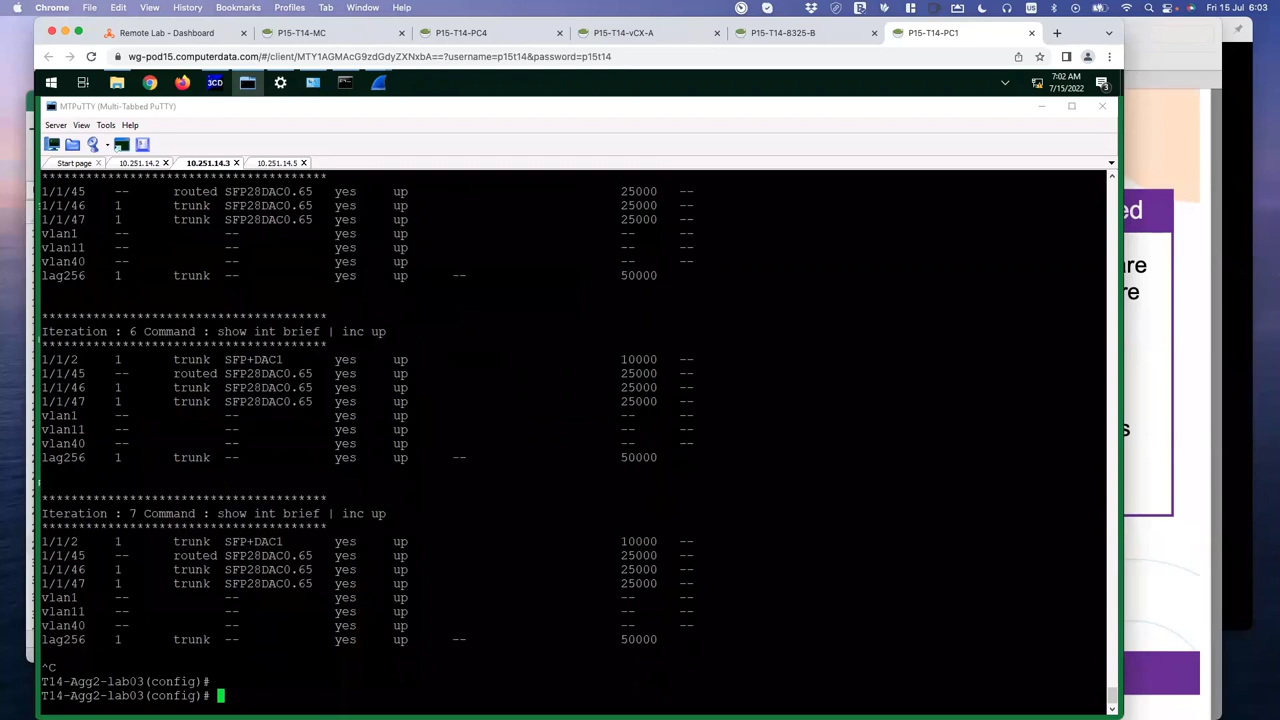 Chrome File Edit View History Bookmarks Profiles Tab Window Help Fri 15 Jul 6:03
Remote Lab - Dashboard P15-T14-MC P15-T14-PC4 P15-T14-vCX-A P15-T14-8325-B P15-T14-PC1
wg-pod15.computerdata.com/#/client/MTY1AGMAcG9zdGdyZXNxbA==?username=p15t14&password=p15t14
3CD 7:02 AM
7/15/2022 3
MTPuTTY (Multi-Tabbed PuTTY)
Server View Tools Help
Start page 10.251.14.2 10.251.14.3 10.251.14.5
***************************************
1/1/45 -- routed SFP28DAC0.65 yes up 25000 --
1/1/46 1 trunk SFP28DAC0.65 yes up 25000 --
1/1/47 1 trunk SFP28DAC0.65 yes up 25000 --
vlan1 -- -- yes up -- --
vlan11 -- -- yes up -- --
vlan40 -- -- yes up -- --
lag256 1 trunk -- yes up -- 50000 --
***************************************
Iteration : 6 Command : show int brief | inc up
***************************************
1/1/2 1 trunk SFP+DAC1 yes up 10000 --
1/1/45 -- routed SFP28DAC0.65 yes up 25000 --
1/1/46 1 trunk SFP28DAC0.65 yes up 25000 --
1/1/47 1 trunk SFP28DAC0.65 yes up 25000 --
vlan1 -- -- yes up -- --
vlan11 -- -- yes up -- --
vlan40 -- -- yes up -- --
lag256 1 trunk -- yes up -- 50000 --
***************************************
Iteration : 7 Command : show int brief | inc up
***************************************
1/1/2 1 trunk SFP+DAC1 yes up 10000 --
1/1/45 -- routed SFP28DAC0.65 yes up 25000 --
1/1/46 1 trunk SFP28DAC0.65 yes up 25000 --
1/1/47 1 trunk SFP28DAC0.65 yes up 25000 --
vlan1 -- -- yes up -- --
vlan11 -- -- yes up -- --
vlan40 -- -- yes up -- --
lag256 1 trunk -- yes up -- 50000 --
^C
T14-Agg2-lab03(config)#
T14-Agg2-lab03(config)#
ed
are
re
s